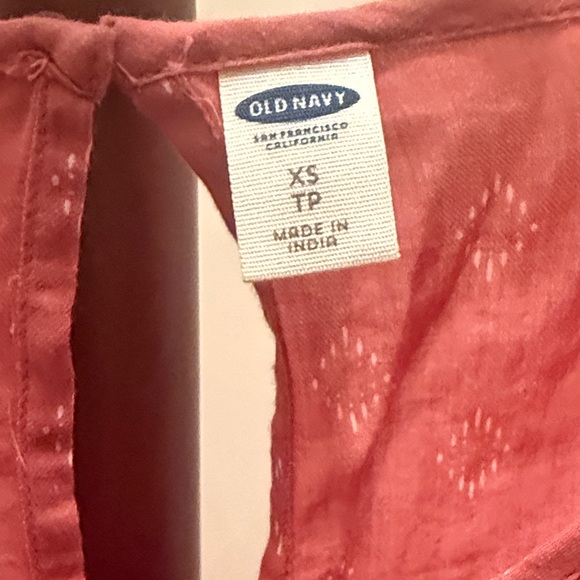 OLD NAVY
SAN FRANCISCO
CALIFORNIA
XS
TP
MADE IN
INDIA